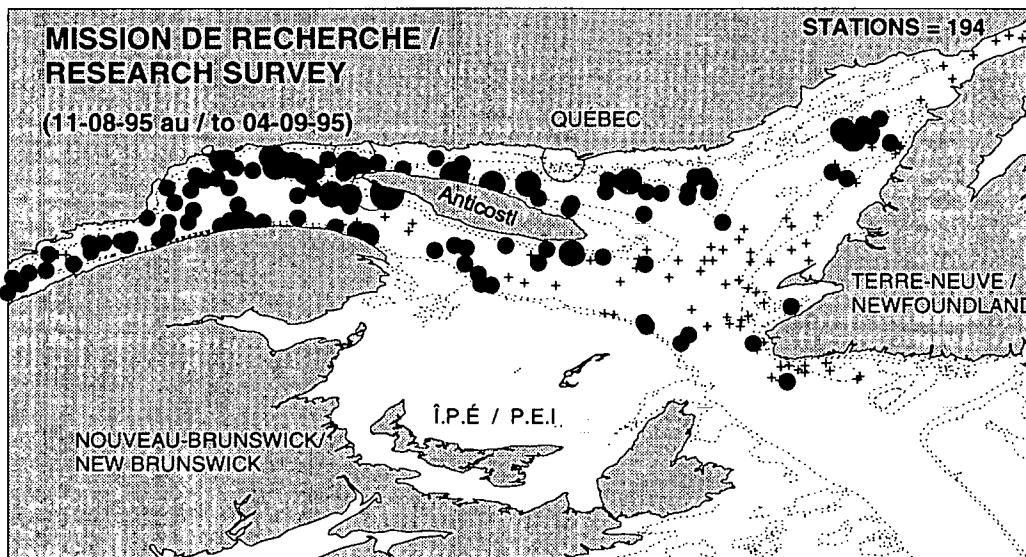 MISSION DE RECHERCHE /
RESEARCH SURVEY
(11-08-95 au / to 04-09-95)
STATIONS = 194
QUÉBEC
Anticosti
TERRE-NEUVE /
NEWFOUNDLAND
Î.P.É / P.E.I.
NOUVEAU-BRUNSWICK/
NEW BRUNSWICK